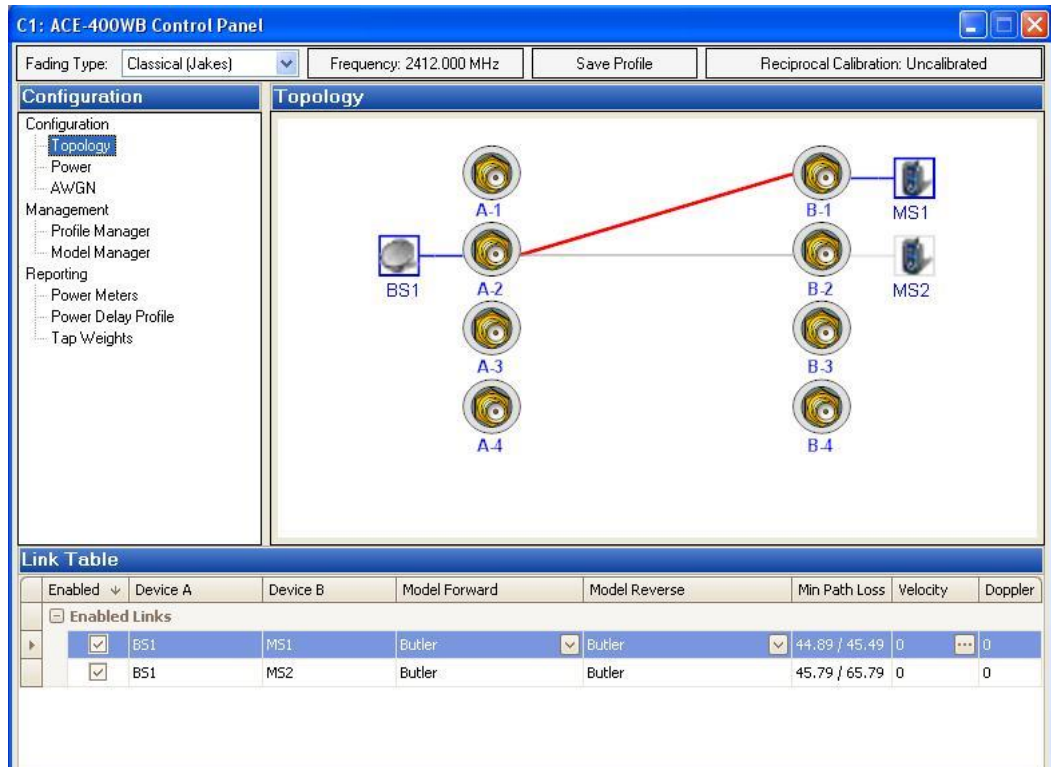 C1: ACE-400WB Control Panel
Fading Type: Classical (Jakes) Frequency: 2412.000 MHz Save Profile Reciprocal Calibration: Uncalibrated
Configuration
Configuration
Topology
Power
AWGN
Management
Profile Manager
Model Manager
Reporting
Power Meters
Power Delay Profile
Tap Weights
Topology
A-1 B-1 MS1
BS1 A-2 B-2 MS2
A-3 B-3
A-4 B-4
Link Table
Enabled Device A Device B Model Forward Model Reverse Min Path Loss Velocity Doppler
Enabled Links
BS1 MS1 Butler Butler 44.89 / 45.49 0 0
BS1 MS2 Butler Butler 45.79 / 65.79 0 0